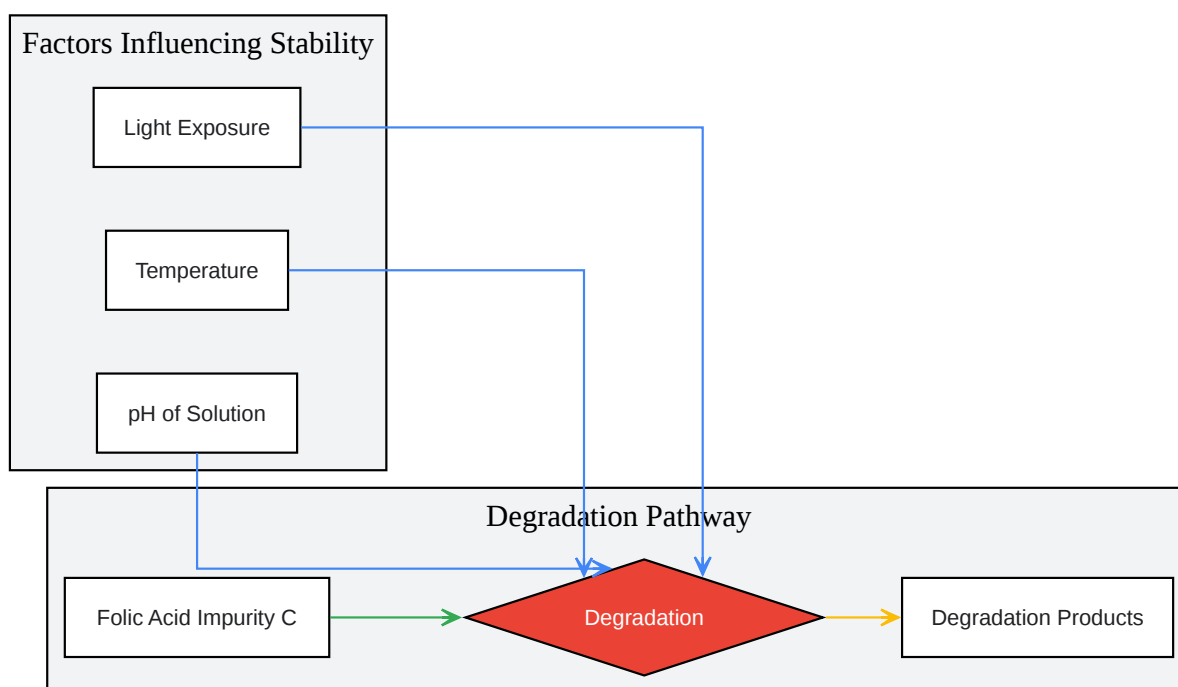 Factors Influencing Stability
Light Exposure
Temperature
pH of Solution
Degradation Pathway
Folic Acid Impurity C
Degradation
Degradation Products